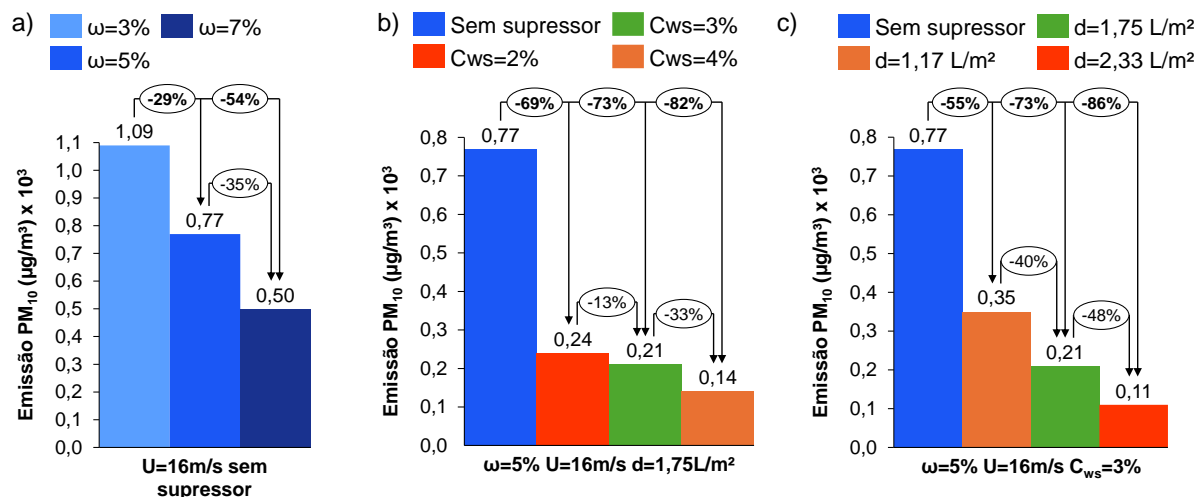 a)
ω=3% ω=7%
ω=5%
-29% -54%
-35%
1,09
0,77
0,50
Emissão PM₁₀ (µg/m³) x 10³
1,1
1,0
0,9
0,8
0,7
0,6
0,5
0,4
0,3
0,2
0,1
0,0
U=16m/s sem
supressor
b)
Sem supressor Cws=3%
Cws=2% Cws=4%
-69% -73% -82%
-13% -33%
0,77
0,24
0,21
0,14
Emissão PM₁₀ (µg/m³) x 10³
0,8
0,7
0,6
0,5
0,4
0,3
0,2
0,1
0,0
ω=5% U=16m/s d=1,75L/m²
c)
Sem supressor d=1,75 L/m²
d=1,17 L/m² d=2,33 L/m²
-55% -73% -86%
-40%
-48%
0,77
0,35
0,21
0,11
Emissão PM₁₀ (µg/m³) x 10³
0,8
0,7
0,6
0,5
0,4
0,3
0,2
0,1
0,0
ω=5% U=16m/s Cws=3%